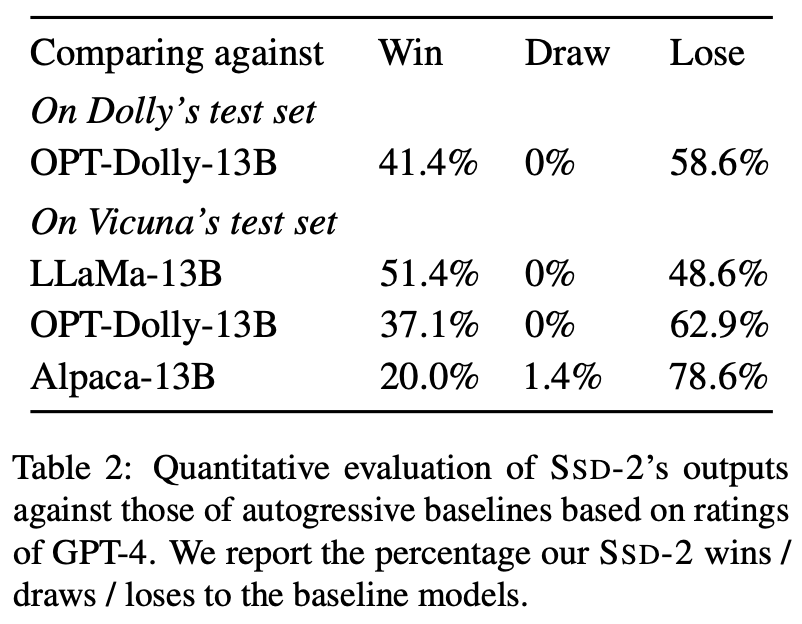 Comparing against Win Draw Lose
On Dolly's test set
OPT-Dolly-13B 41.4% 0% 58.6%
On Vicuna's test set
LLaMa-13B 51.4% 0% 48.6%
OPT-Dolly-13B 37.1% 0% 62.9%
Alpaca-13B 20.0% 1.4% 78.6%
Table 2: Quantitative evaluation of SSD-2's outputs
against those of autogressive baselines based on ratings
of GPT-4. We report the percentage our SSD-2 wins /
draws / loses to the baseline models.